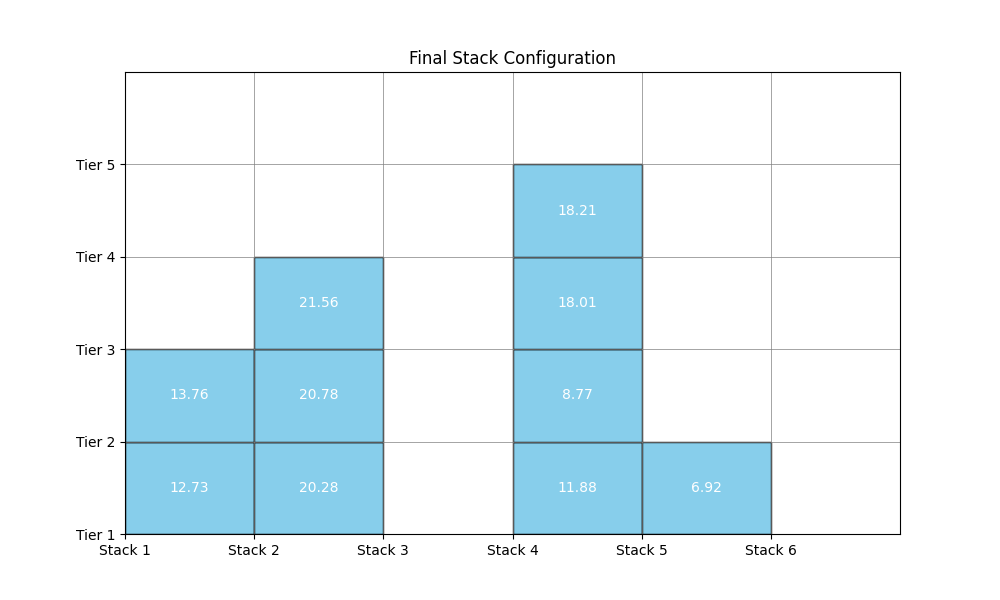 Final Stack Configuration
Tier 5
18.21
Tier 4
21.56
18.01
Tier 3
13.76
20.78
8.77
Tier 2
12.73
20.28
11.88
6.92
Tier 1
Stack 1
Stack 2
Stack 3
Stack 4
Stack 5
Stack 6